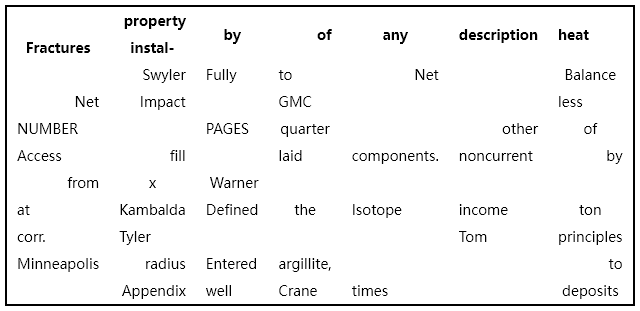 Fractures property instal- by of any description heat
Swyler Fully to Net Balance
Net Impact GMC less
NUMBER PAGES quarter other of
Access fill laid components. noncurrent by
from x Warner
at Kambalda Defined the Isotope income ton
corr. Tyler Tom principles
Minneapolis radius Entered argillite, to
Appendix well Crane times deposits